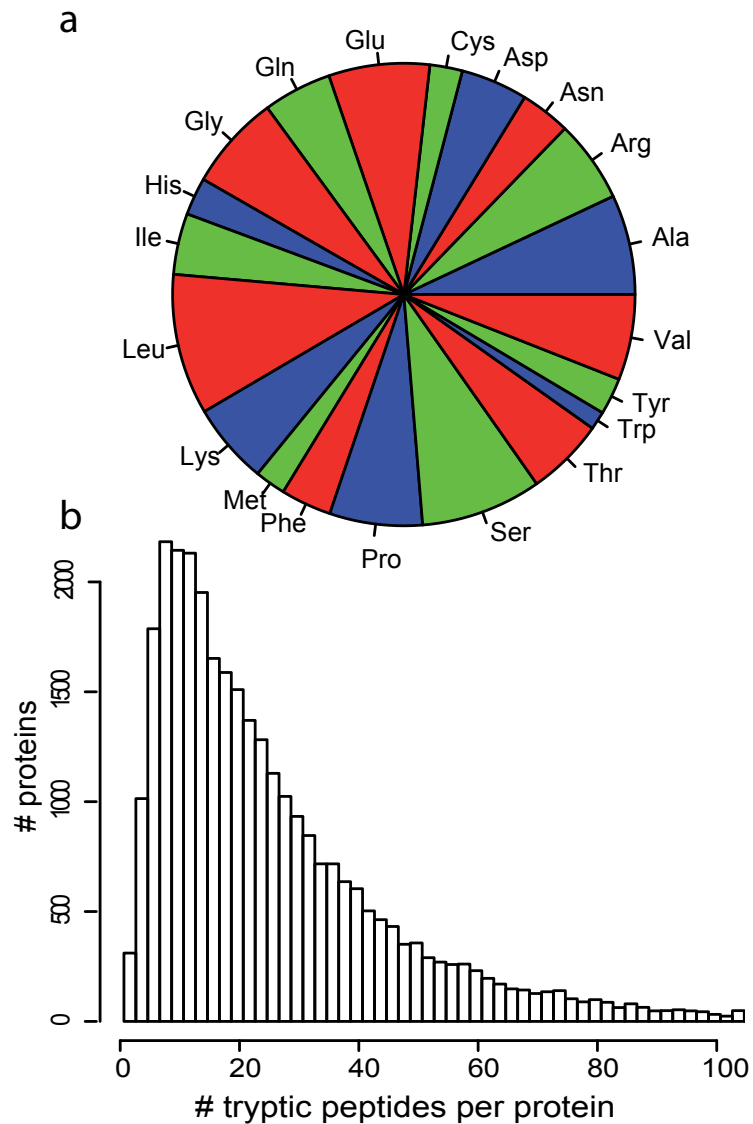 a
Glu
Cys
Asp
Gln
Asn
Gly
Arg
His
Ile
Ala
Leu
Val
Tyr
Trp
Lys
Thr
Met
Phe
Ser
Pro
b
# proteins
2000
1500
1000
500
0
0 20 40 60 80 100
# tryptic peptides per protein